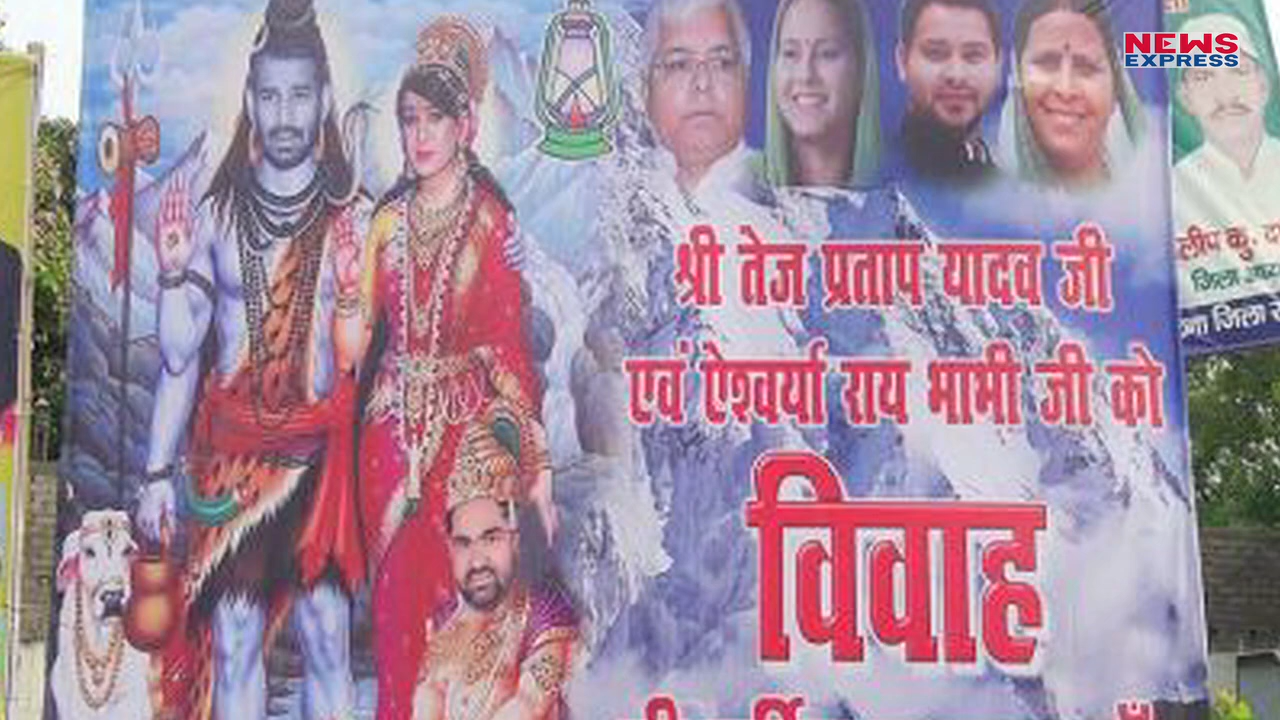 NEWS
EXPRESS
श्री तेज प्रताप यादव जी
एवं ऐश्वर्या राय भाभी जी को
विवाह
लीप कु.
जिला
जिला